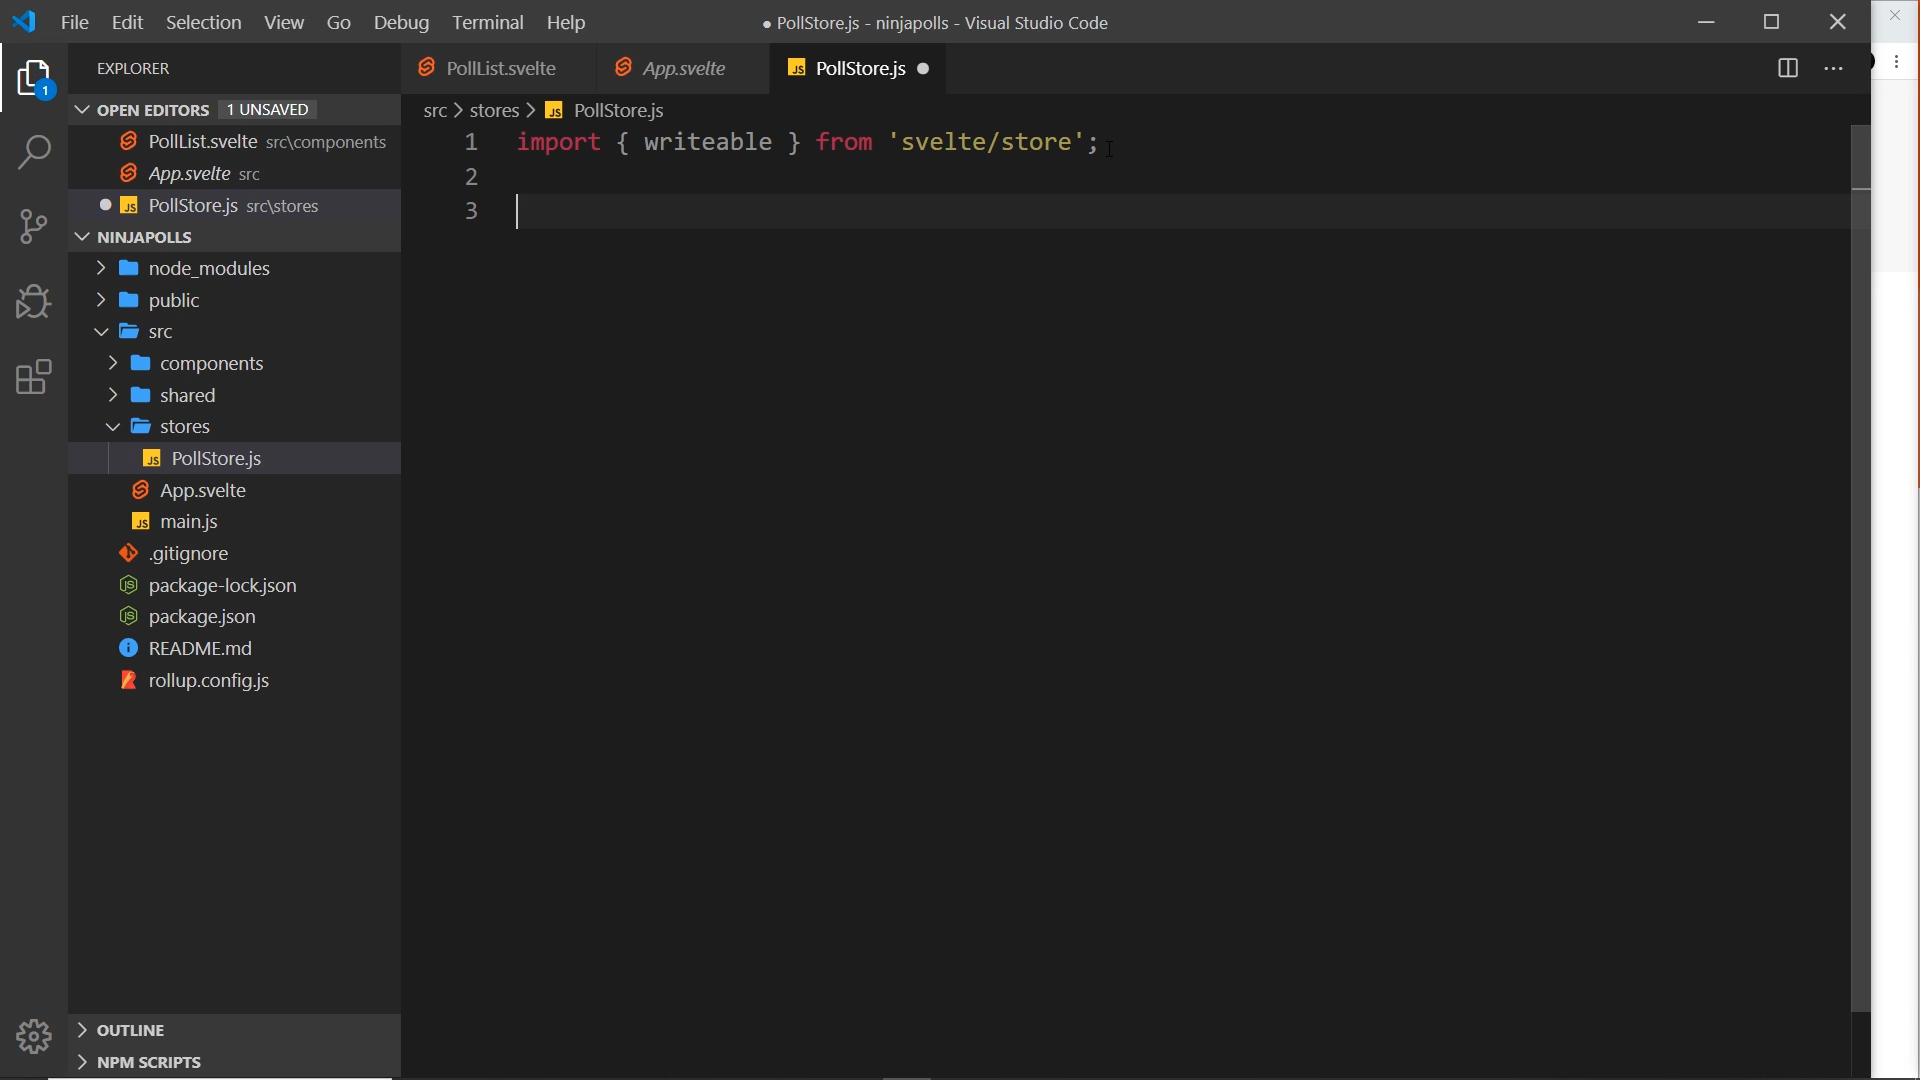 File Edit Selection View Go Debug Terminal Help
● PollStore.js - ninjapolls - Visual Studio Code
EXPLORER
PollList.svelte
App.svelte
PollStore.js
OPEN EDITORS 1 UNSAVED
PollList.svelte src\components
App.svelte src
PollStore.js src\stores
NINJAPOLLS
node_modules
public
src
components
shared
stores
PollStore.js
App.svelte
main.js
.gitignore
package-lock.json
package.json
README.md
rollup.config.js
OUTLINE
NPM SCRIPTS
1
src > stores > JS PollStore.js
1 import { writeable } from 'svelte/store';
2
3